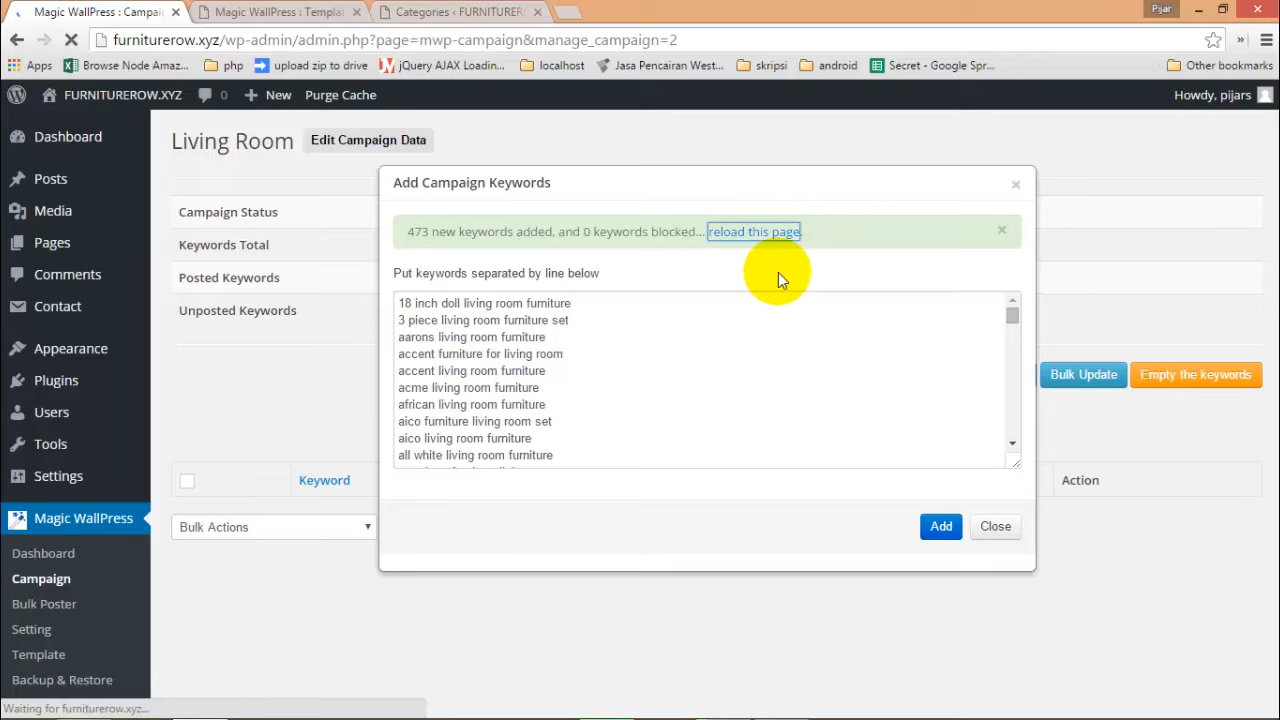 Magic WallPress : Campai
Magic WallPress : Templat
Categories ‹ FURNITURER
Pijar
furniturerow.xyz/wp-admin/admin.php?page=mwp-campaign&manage_campaign=2
Apps
Browse Node Amaz...
php
upload zip to drive
jQuery AJAX Loadin...
localhost
Jasa Pencairan West...
skripsi
android
Secret - Google Spr...
Other bookmarks
FURNITUREROW.XYZ
0
New
Purge Cache
Howdy, pijars
Dashboard
Posts
Media
Pages
Comments
Contact
Appearance
Plugins
Users
Tools
Settings
Magic WallPress
Dashboard
Campaign
Bulk Poster
Setting
Template
Backup & Restore
Living Room
Edit Campaign Data
Campaign Status
Keywords Total
Posted Keywords
Unposted Keywords
Bulk Update
Empty the keywords
Keyword
Action
Bulk Actions
Add Campaign Keywords
473 new keywords added, and 0 keywords blocked... reload this page.
Put keywords separated by line below
18 inch doll living room furniture
3 piece living room furniture set
aarons living room furniture
accent furniture for living room
accent living room furniture
acme living room furniture
african living room furniture
aico furniture living room set
aico living room furniture
all white living room furniture
Add
Close
Waiting for furniturerow.xyz...